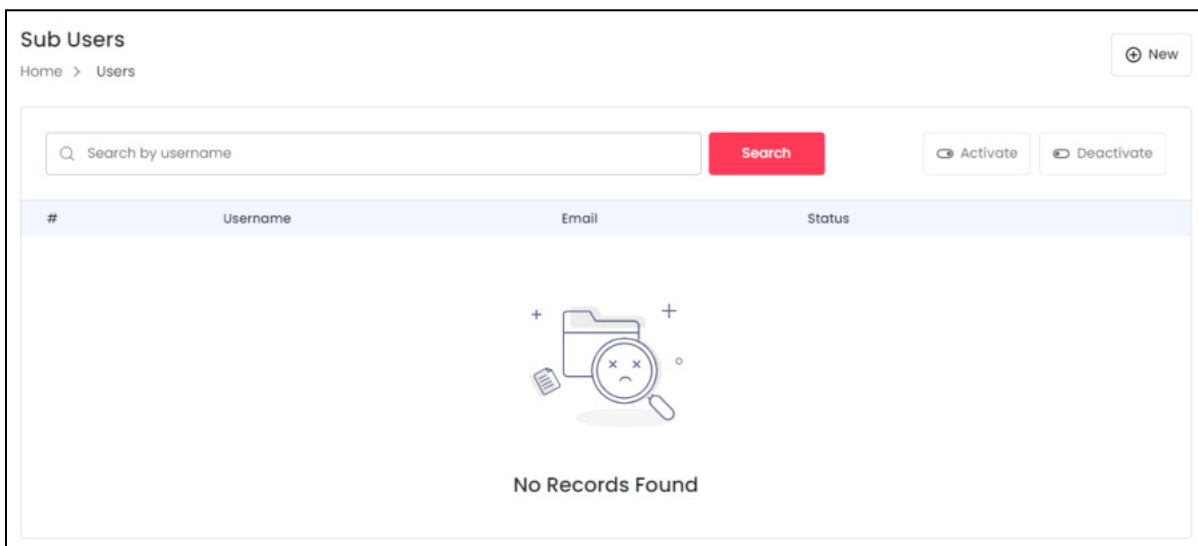 Sub Users
New
Home > Users
Search by username
Search
Activate
Deactivate
# Username Email Status
No Records Found